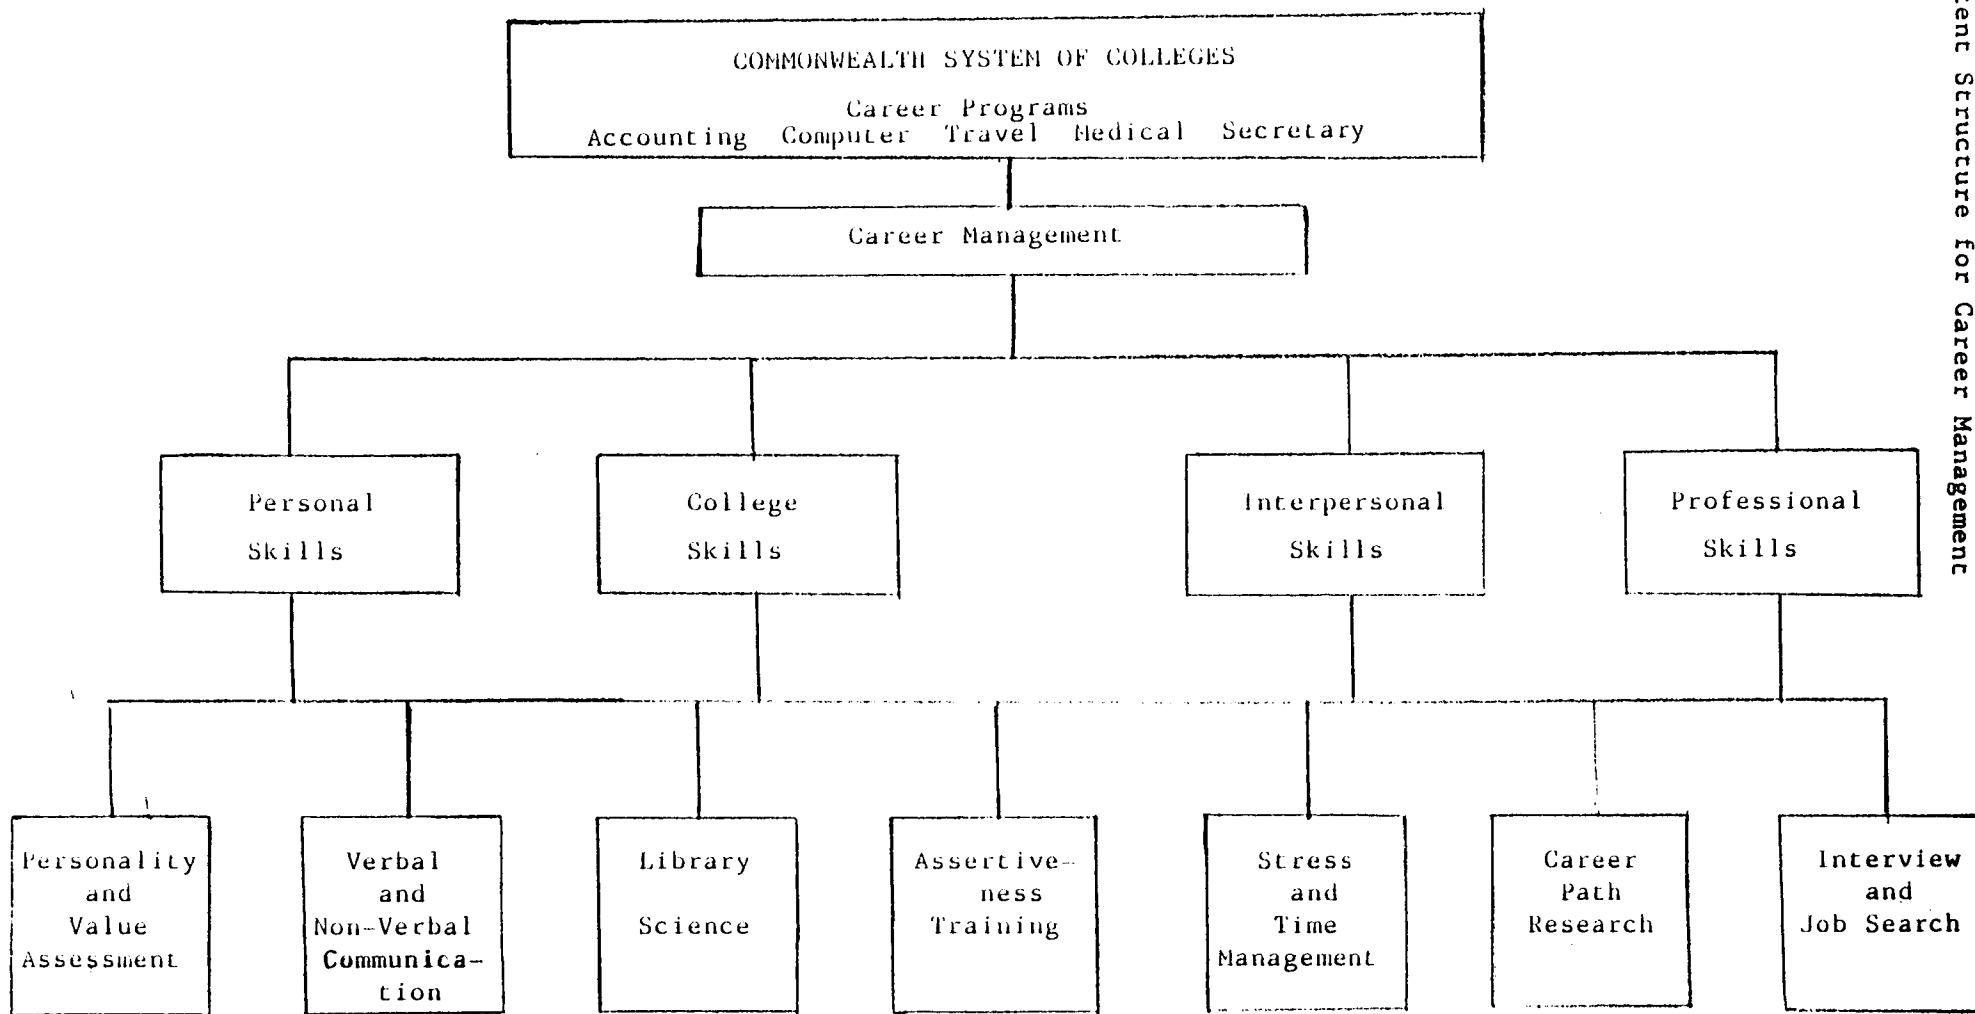 COMMONWEALTH SYSTEM OF COLLEGES
Career Programs
Accounting Computer Travel Medical Secretary
Career Management
Personal
Skills
College
Skills
Interpersonal
Skills
Professional
Skills
Personality
and
Value
Assessment
Verbal
and
Non-Verbal
Communica-
tion
Library
Science
Assertive-
ness
Training
Stress
and
Time
Management
Career
Path
Research
Interview
and
Job Search
Structure for Career Management